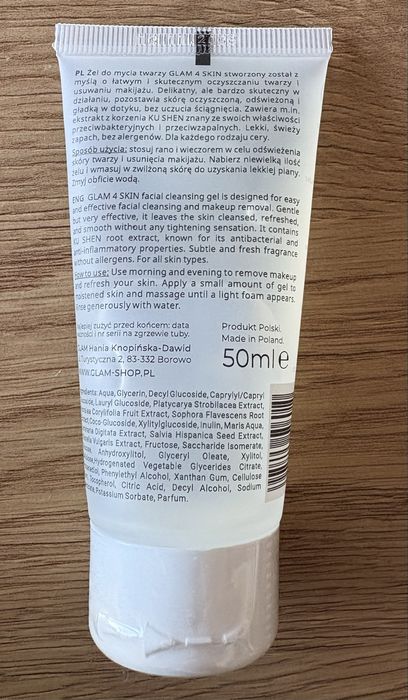 PL Żel do mycia twarzy GLAM 4 SKIN stworzony został z
myślą o łatwym i skutecznym oczyszczaniu twarzy i
usuwaniu makijażu. Delikatny, ale bardzo skuteczny w
działaniu, pozostawia skórę oczyszczoną, odświeżoną i
gładką w dotyku, bez uczucia ściągnięcia. Zawiera m.in.
ekstrakt z korzenia KU SHEN znany ze swoich właściwości
przeciwbakteryjnych i przeciwzapalnych. Lekki, świeży
zapach, bez alergenów. Dla każdego rodzaju cery.
Sposób użycia: stosuj rano i wieczorem w celu odświeżenia
skóry twarzy i usunięcia makijażu. Nabierz niewielką ilość
żelu i wmasuj w zwilżoną skórę do uzyskania lekkiej piany.
Zmyj obficie wodą.
ENG GLAM 4 SKIN facial cleansing gel is designed for easy
and effective facial cleansing and makeup removal. Gentle
but very effective, it leaves the skin cleansed, refreshed,
and smooth without any tightening sensation. It contains
KU SHEN root extract, known for its antibacterial and
anti-inflammatory properties. Subtle and fresh fragrance
without allergens. For all skin types.
How to use: Use morning and evening to remove makeup
and refresh your skin. Apply a small amount of gel to
moistened skin and massage until a light foam appears.
Rinse generously with water.
zużyć przed końcem: data
ważności i nr serii na zgrzewie tuby.
GLAM Hania Knopińska-Dawid
Turystyczna 2, 83-332 Borowo
WWW.GLAM-SHOP.PL
Produkt Polski.
Made in Poland.
50ml e
Ingredients: Aqua, Glycerin, Decyl Glucoside, Caprylyl/Capryl
Glucoside, Lauryl Glucoside, Platycarya Strobilacea Extract,
Corylifolia Fruit Extract, Sophora Flavescens Root
Extract, Coco-Glucoside, Xylitylglucoside, Inulin, Maris Aqua,
Laminaria Digitata Extract, Salvia Hispanica Seed Extract,
Vulgaris Extract, Fructose, Saccharide Isomerate,
Anhydroxylitol, Glyceryl Oleate, Xylitol,
Hydrogenated Vegetable Glycerides Citrate,
Phenylethyl Alcohol, Xanthan Gum, Cellulose
Tocopherol, Citric Acid, Decyl Alcohol, Sodium
Potassium Sorbate, Parfum.